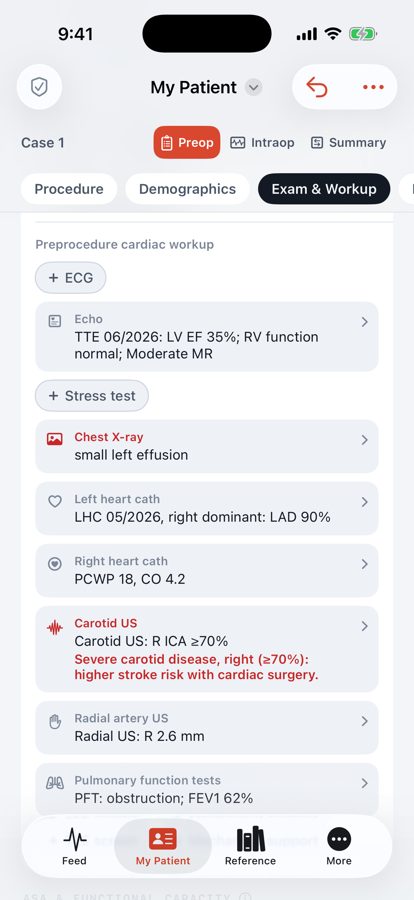 9:41
My Patient
Case 1
Preop
Intraop
Summary
Procedure
Demographics
Exam & Workup
Preprocedure cardiac workup
+ ECG
Echo
TTE 06/2026: LV EF 35%; RV function
normal; Moderate MR
+ Stress test
Chest X-ray
small left effusion
Left heart cath
LHC 05/2026, right dominant: LAD 90%
Right heart cath
PCWP 18, CO 4.2
Carotid US
Carotid US: R ICA ≥70%
Severe carotid disease, right (≥70%):
higher stroke risk with cardiac surgery.
Radial artery US
Radial US: R 2.6 mm
Pulmonary function tests
PFT: obstruction; FEV1 62%
support
Feed
My Patient
Reference
More
ASA & FUNCTIONAL CAPACITY